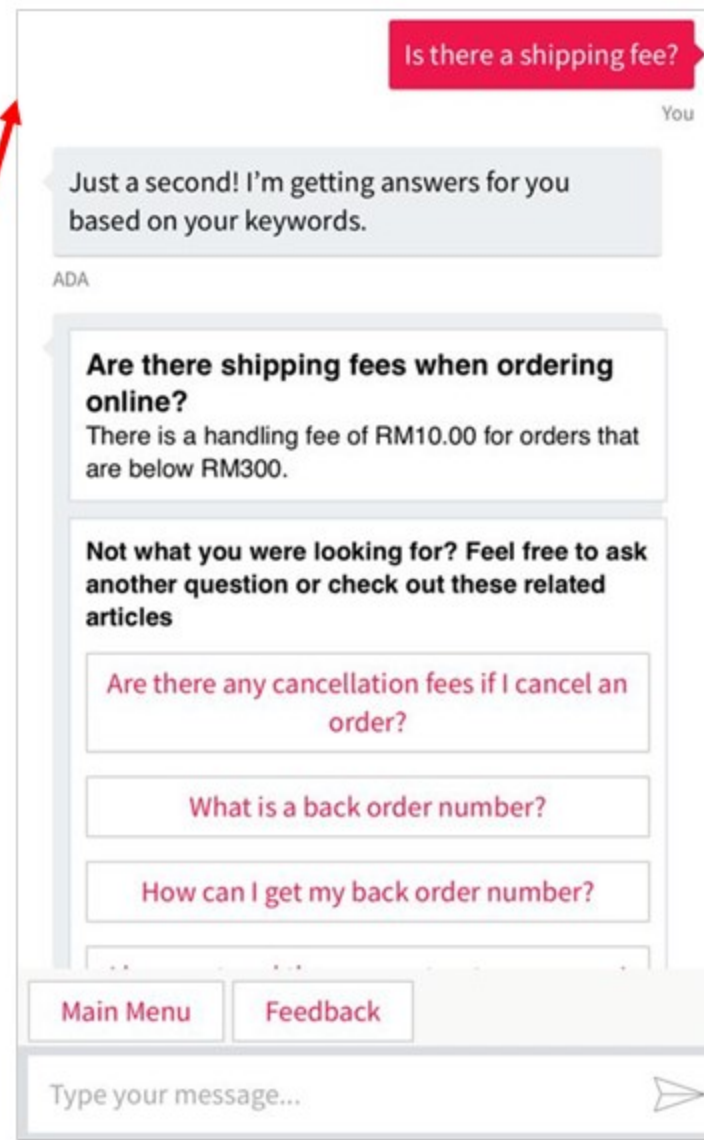 Is there a shipping fee?
You
Just a second! I'm getting answers for you
based on your keywords.
ADA
Are there shipping fees when ordering
online?
There is a handling fee of RM10.00 for orders that
are below RM300.
Not what you were looking for? Feel free to ask
another question or check out these related
articles
Are there any cancellation fees if I cancel an
order?
What is a back order number?
How can I get my back order number?
Main Menu
Feedback
Type your message...